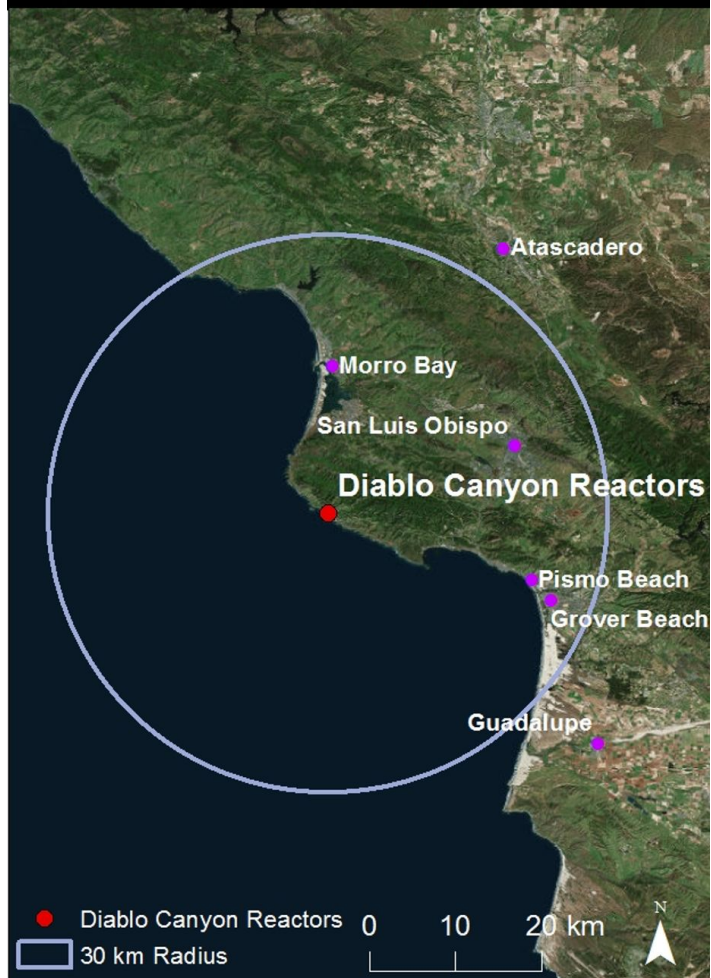 Atascadero
Morro Bay
San Luis Obispo
Diablo Canyon Reactors
Pismo Beach
Grover Beach
Guadalupe
Diablo Canyon Reactors
30 km Radius
0 10 20 km
N